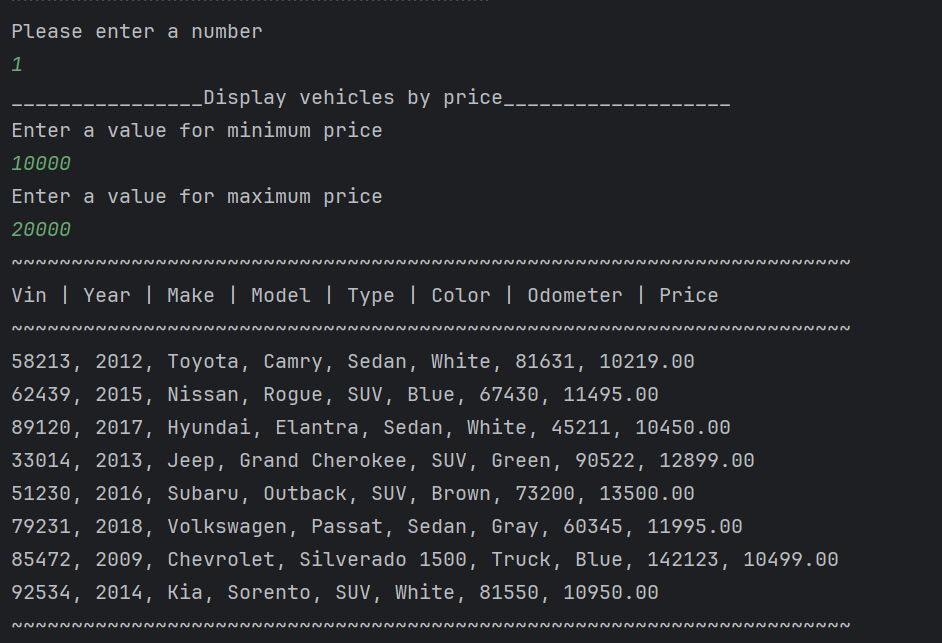 Please enter a number
1
________________Display vehicles by price___________________
Enter a value for minimum price
10000
Enter a value for maximum price
20000
~~~~~~~~~~~~~~~~~~~~~~~~~~~~~~~~~~~~~~~~~~~~~~~~~~~~~~~~~~~~~~~~~~~~~~
Vin | Year | Make | Model | Type | Color | Odometer | Price
~~~~~~~~~~~~~~~~~~~~~~~~~~~~~~~~~~~~~~~~~~~~~~~~~~~~~~~~~~~~~~~~~~~~~~
58213, 2012, Toyota, Camry, Sedan, White, 81631, 10219.00
62439, 2015, Nissan, Rogue, SUV, Blue, 67430, 11495.00
89120, 2017, Hyundai, Elantra, Sedan, White, 45211, 10450.00
33014, 2013, Jeep, Grand Cherokee, SUV, Green, 90522, 12899.00
51230, 2016, Subaru, Outback, SUV, Brown, 73200, 13500.00
79231, 2018, Volkswagen, Passat, Sedan, Gray, 60345, 11995.00
85472, 2009, Chevrolet, Silverado 1500, Truck, Blue, 142123, 10499.00
92534, 2014, Kia, Sorento, SUV, White, 81550, 10950.00
~~~~~~~~~~~~~~~~~~~~~~~~~~~~~~~~~~~~~~~~~~~~~~~~~~~~~~~~~~~~~~~~~~~~~~